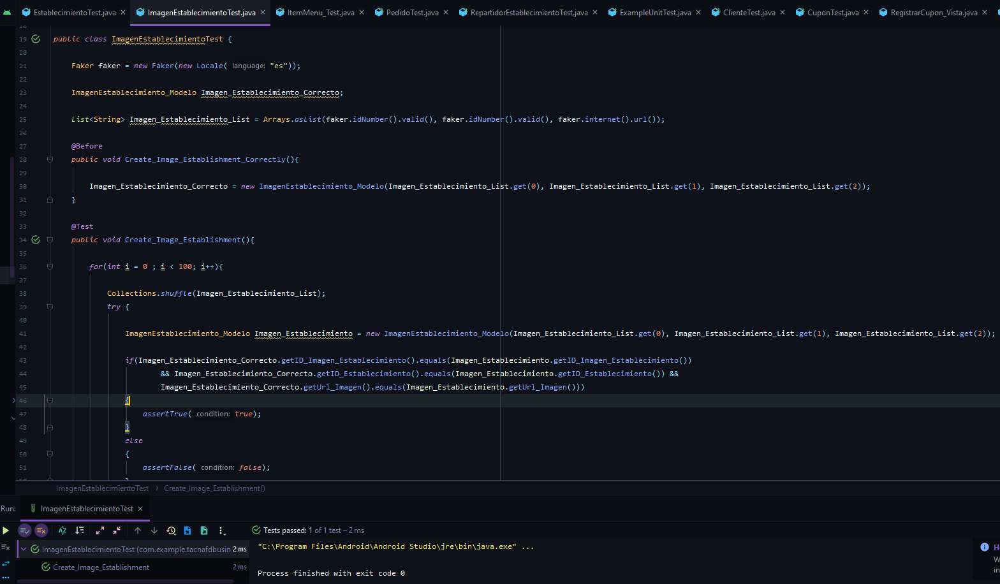 EstablecimientoTest.java × ImagenEstablecimientoTest.java × ItemMenu_Test.java × PedidoTest.java × RepartidorEstablecimientoTest.java × ExampleUnitTest.java × ClienteTest.java × CuponTest.java × RegistrarCupon_Vista.java ×
18
19 public class ImagenEstablecimientoTest {
20
21 Faker faker = new Faker(new Locale( language: "es"));
22
23 ImagenEstablecimiento_Modelo Imagen_Establecimiento_Correcto;
24
25 List<String> Imagen_Establecimiento_List = Arrays.asList(faker.idNumber().valid(), faker.idNumber().valid(), faker.internet().url());
26
27 @Before
28 public void Create_Image_Establishment_Correctly(){
29
30 Imagen_Establecimiento_Correcto = new ImagenEstablecimiento_Modelo(Imagen_Establecimiento_List.get(0), Imagen_Establecimiento_List.get(1), Imagen_Establecimiento_List.get(2));
31 }
32
33 @Test
34 public void Create_Image_Establishment(){
35
36 for(int i = 0 ; i < 100; i++){
37
38 Collections.shuffle(Imagen_Establecimiento_List);
39 try {
40
41 ImagenEstablecimiento_Modelo Imagen_Establecimiento = new ImagenEstablecimiento_Modelo(Imagen_Establecimiento_List.get(0), Imagen_Establecimiento_List.get(1), Imagen_Establecimiento_List.get(2));
42
43 if(Imagen_Establecimiento_Correcto.getID_Imagen_Establecimiento().equals(Imagen_Establecimiento.getID_Imagen_Establecimiento())
44 && Imagen_Establecimiento_Correcto.getID_Establecimiento().equals(Imagen_Establecimiento.getID_Establecimiento()) &&
45 Imagen_Establecimiento_Correcto.getUrl_Imagen().equals(Imagen_Establecimiento.getUrl_Imagen()))
46 {
47 assertTrue( condition: true);
48 }
49 else
50 {
51 assertFalse( condition: false);
ImagenEstablecimientoTest > Create_Image_Establishment()
Run: ImagenEstablecimientoTest ×
Tests passed: 1 of 1 test – 2 ms
ImagenEstablecimientoTest (com.example.tacnafdbusin 2 ms
"C:\Program Files\Android\Android Studio\jre\bin\java.exe" ...
Create_Image_Establishment 2 ms
Process finished with exit code 0